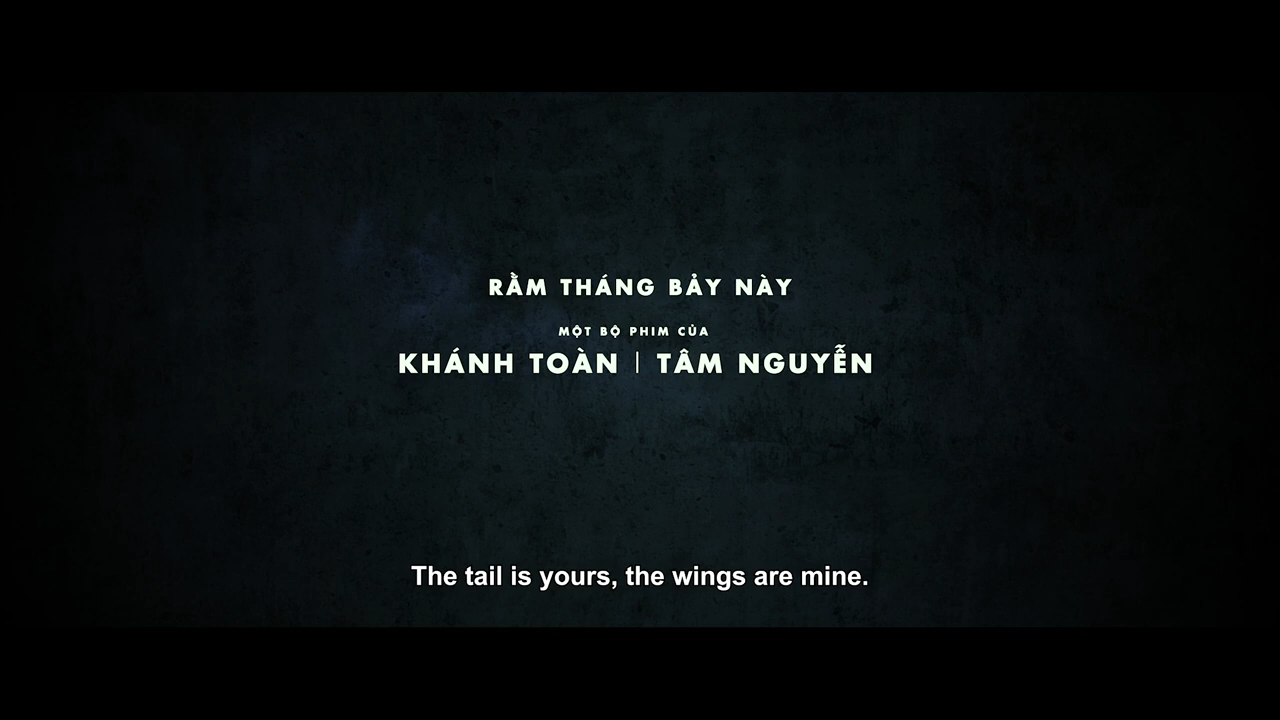 RẰM THÁNG BẢY NÀY
MỘT BỘ PHIM CỦA
KHÁNH TOÀN | TÂM NGUYỄN
The tail is yours, the wings are mine.